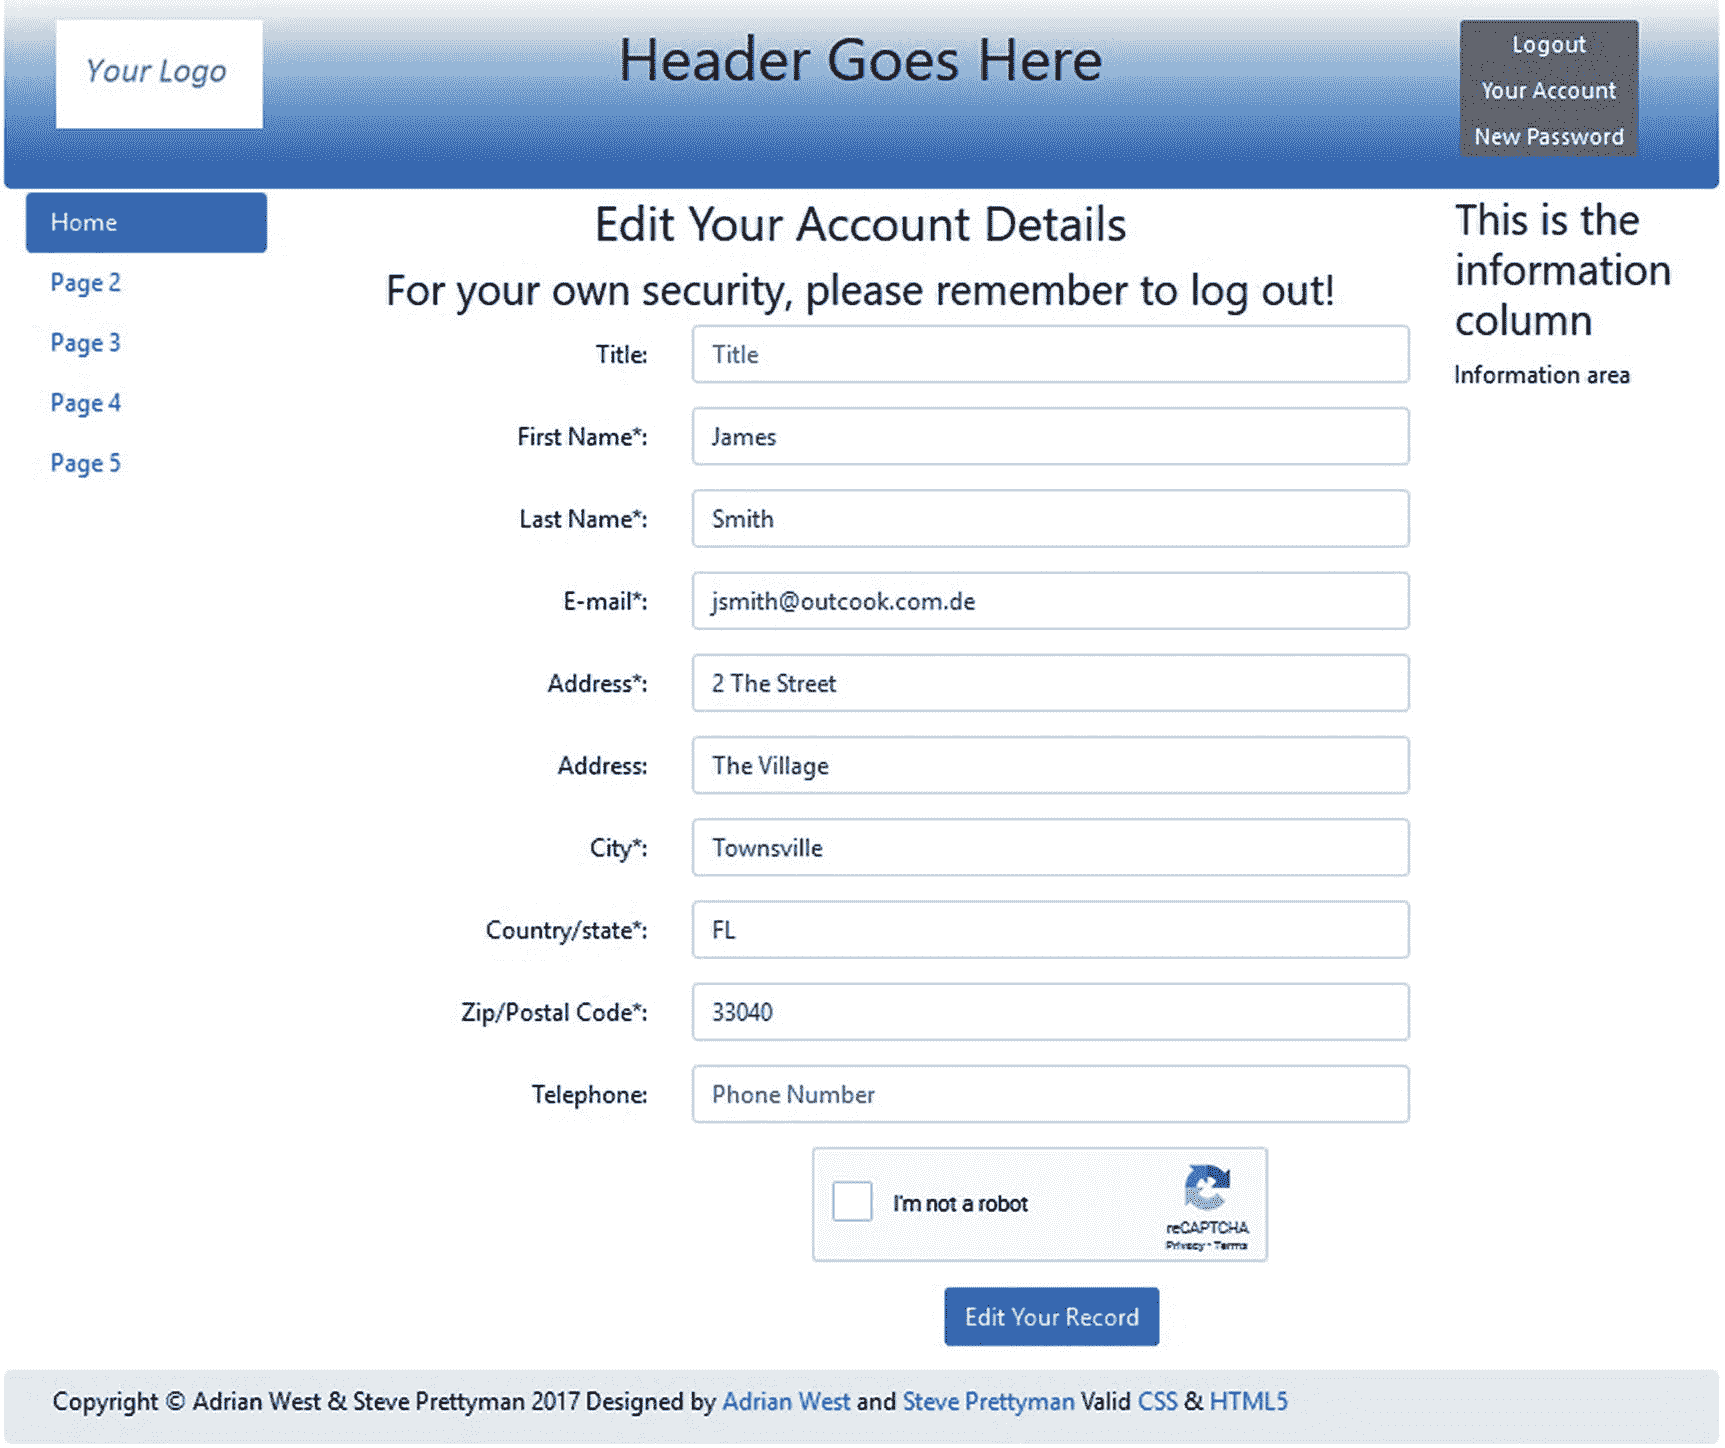 Your Logo
Header Goes Here
Logout
Your Account
New Password
Home
Page 2
Page 3
Page 4
Page 5
Edit Your Account Details
For your own security, please remember to log out!
Title: Title
First Name*: James
Last Name*: Smith
E-mail*: jsmith@outcook.com.de
Address*: 2 The Street
Address: The Village
City*: Townsville
Country/state*: FL
Zip/Postal Code*: 33040
Telephone: Phone Number
I'm not a robot
reCAPTCHA
Privacy - Terms
Edit Your Record
This is the
information
column
Information area
Copyright © Adrian West & Steve Prettyman 2017 Designed by Adrian West and Steve Prettyman Valid CSS & HTML5